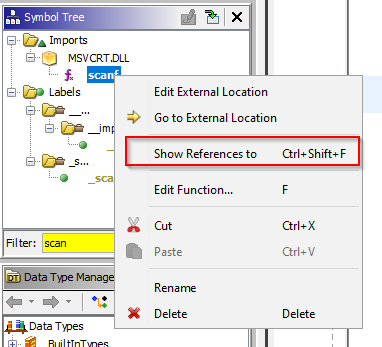 Symbol Tree
Imports
MSVCRT.DLL
scanf
Labels
__...
__imp
_s...
_sca
Filter: scan
Edit External Location
Go to External Location
Show References to Ctrl+Shift+F
Edit Function... F
Cut Ctrl+X
Paste Ctrl+V
Rename
Delete Delete
DT Data Type Manage
Data Types
BuiltInTypes